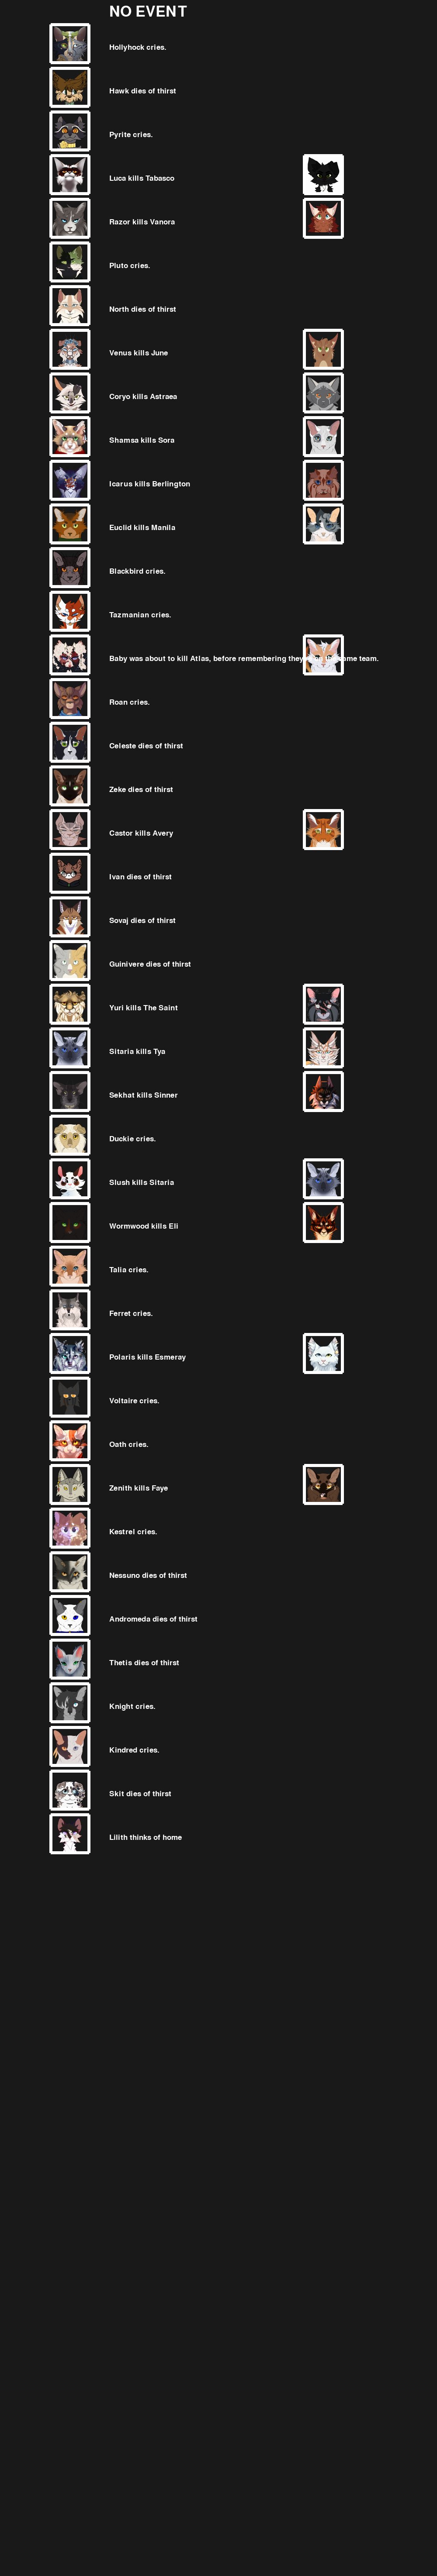 NO EVENT
Hollyhock cries.
Hawk dies of thirst
Pyrite cries.
Luca kills Tabasco
Razor kills Vanora
Pluto cries.
North dies of thirst
Venus kills June
Coryo kills Astraea
Shamsa kills Sora
Icarus kills Berlington
Euclid kills Manila
Blackbird cries.
Tazmanian cries.
Baby was about to kill Atlas, before remembering they team.
Roan cries.
Celeste dies of thirst
Zeke dies of thirst
Castor kills Avery
Ivan dies of thirst
Sovaj dies of thirst
Guinivere dies of thirst
Yuri kills The Saint
Sitaria kills Tya
Sekhat kills Sinner
Duckie cries.
Slush kills Sitaria
Wormwood kills Eli
Talia cries.
Ferret cries.
Polaris kills Esmeray
Voltaire cries.
Oath cries.
Zenith kills Faye
Kestrel cries.
Nessuno dies of thirst
Andromeda dies of thirst
Thetis dies of thirst
Knight cries.
Kindred cries.
Skit dies of thirst
Lilith thinks of home